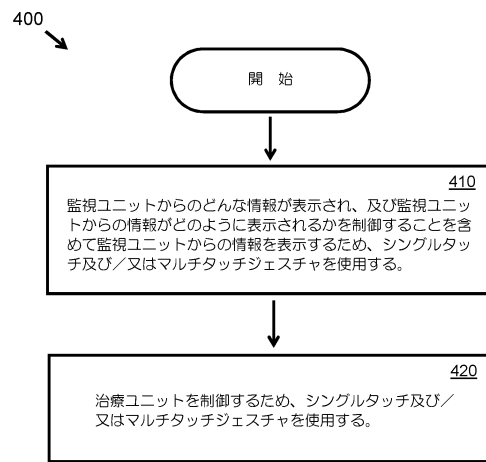 400
開　始
410
監視ユニットからのどんな情報が表示され、及び監視ユニッ
トからの情報がどのように表示されるかを制御することを含
めて監視ユニットからの情報を表示するため、シングルタッ
チ及び／又はマルチタッチジェスチャを使用する。
420
治療ユニットを制御するため、シングルタッチ及び／
又はマルチタッチジェスチャを使用する。